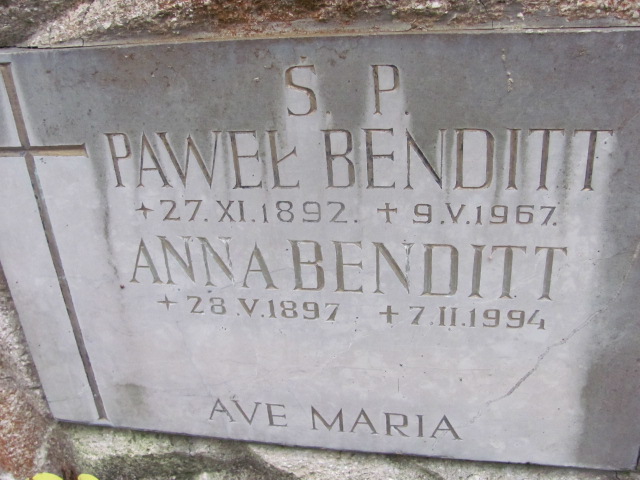 Ś. P.
PAWEŁ BENDITT
+ 27. XI. 1892. + 9. V. 1967.
ANNA BENDITT
+ 28. V. 1897. + 7. II. 1994
AVE MARIA